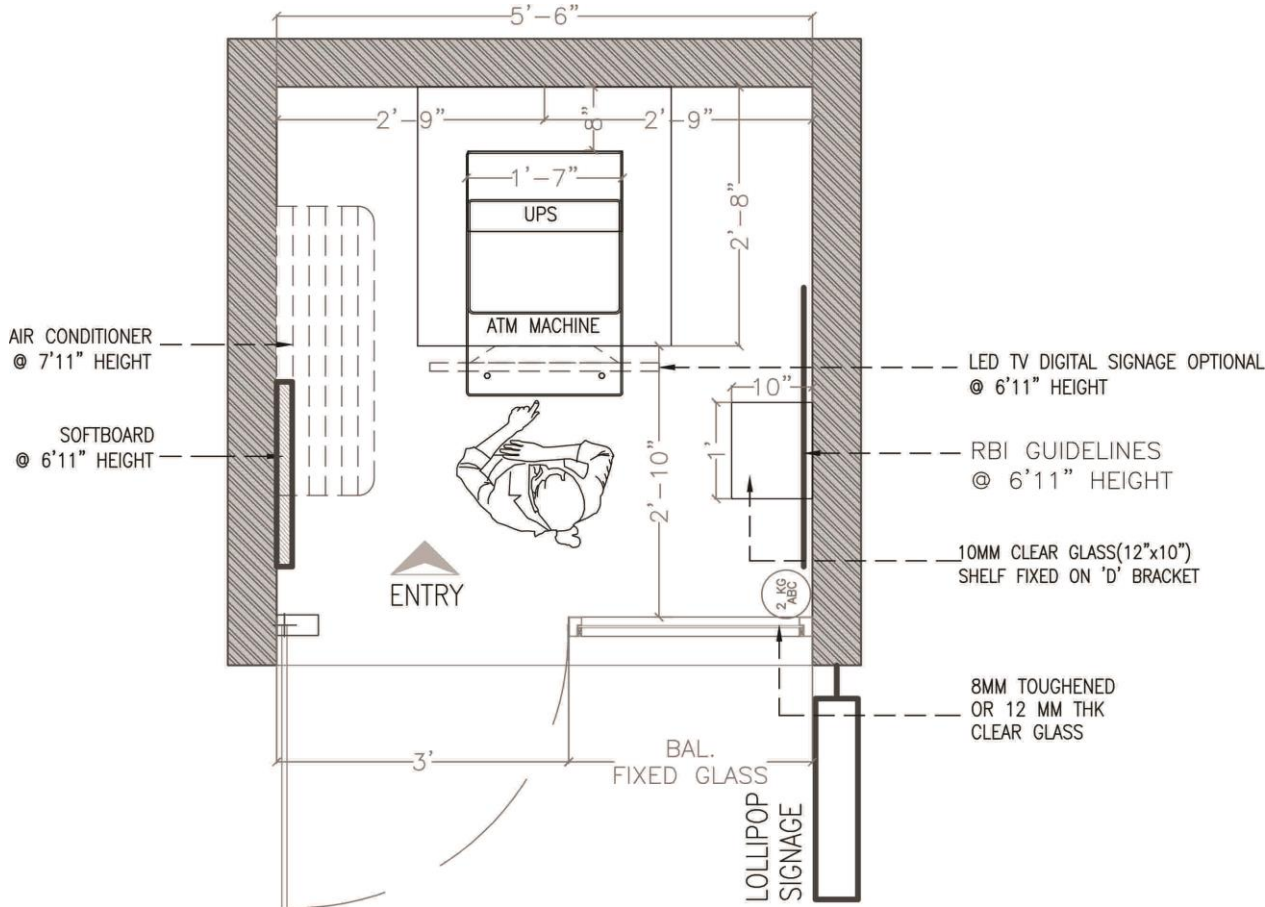 5'-6"
2'-9"
8"
2'-9"
1'-7"
2'-8"
UPS
ATM MACHINE
AIR CONDITIONER
@ 7'11" HEIGHT
LED TV DIGITAL SIGNAGE OPTIONAL
@ 6'11" HEIGHT
10"
1'
SOFTBOARD
@ 6'11" HEIGHT
RBI GUIDELINES
@ 6'11" HEIGHT
2'-10"
10MM CLEAR GLASS(12"x10")
SHELF FIXED ON 'D' BRACKET
ENTRY
2 KG
ABC
8MM TOUGHENED
OR 12 MM THK
CLEAR GLASS
3'
BAL.
FIXED GLASS
LOLLIPOP
SIGNAGE